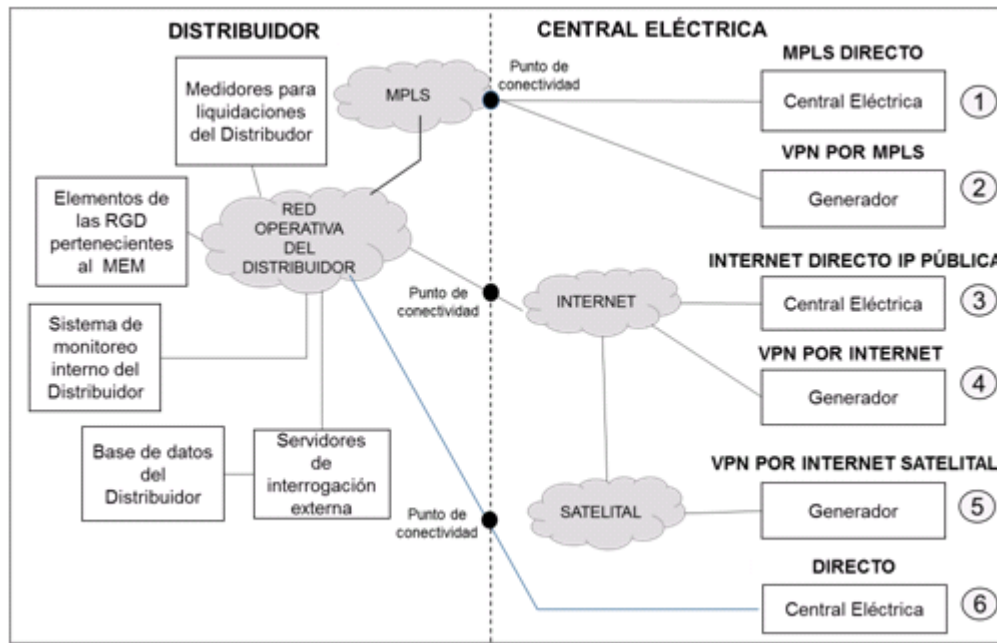 DISTRIBUIDOR
CENTRAL ELÉCTRICA
Medidores para
liquidaciones
del Distribudor
MPLS
Punto de
conectividad
MPLS DIRECTO
Central Eléctrica
1
VPN POR MPLS
Generador
2
Elementos de
las RGD
pertenecientes
al MEM
RED
OPERATIVA
DEL
DISTRIBUIDOR
Punto de
conectividad
INTERNET
INTERNET DIRECTO IP PÚBLICA
Central Eléctrica
3
Sistema de
monitoreo
interno del
Distribuidor
VPN POR INTERNET
Generador
4
Base de datos
del
Distribuidor
Servidores
de
interrogación
externa
Punto de
conectividad
SATELITAL
VPN POR INTERNET SATELITAL
Generador
5
DIRECTO
Central Eléctrica
6